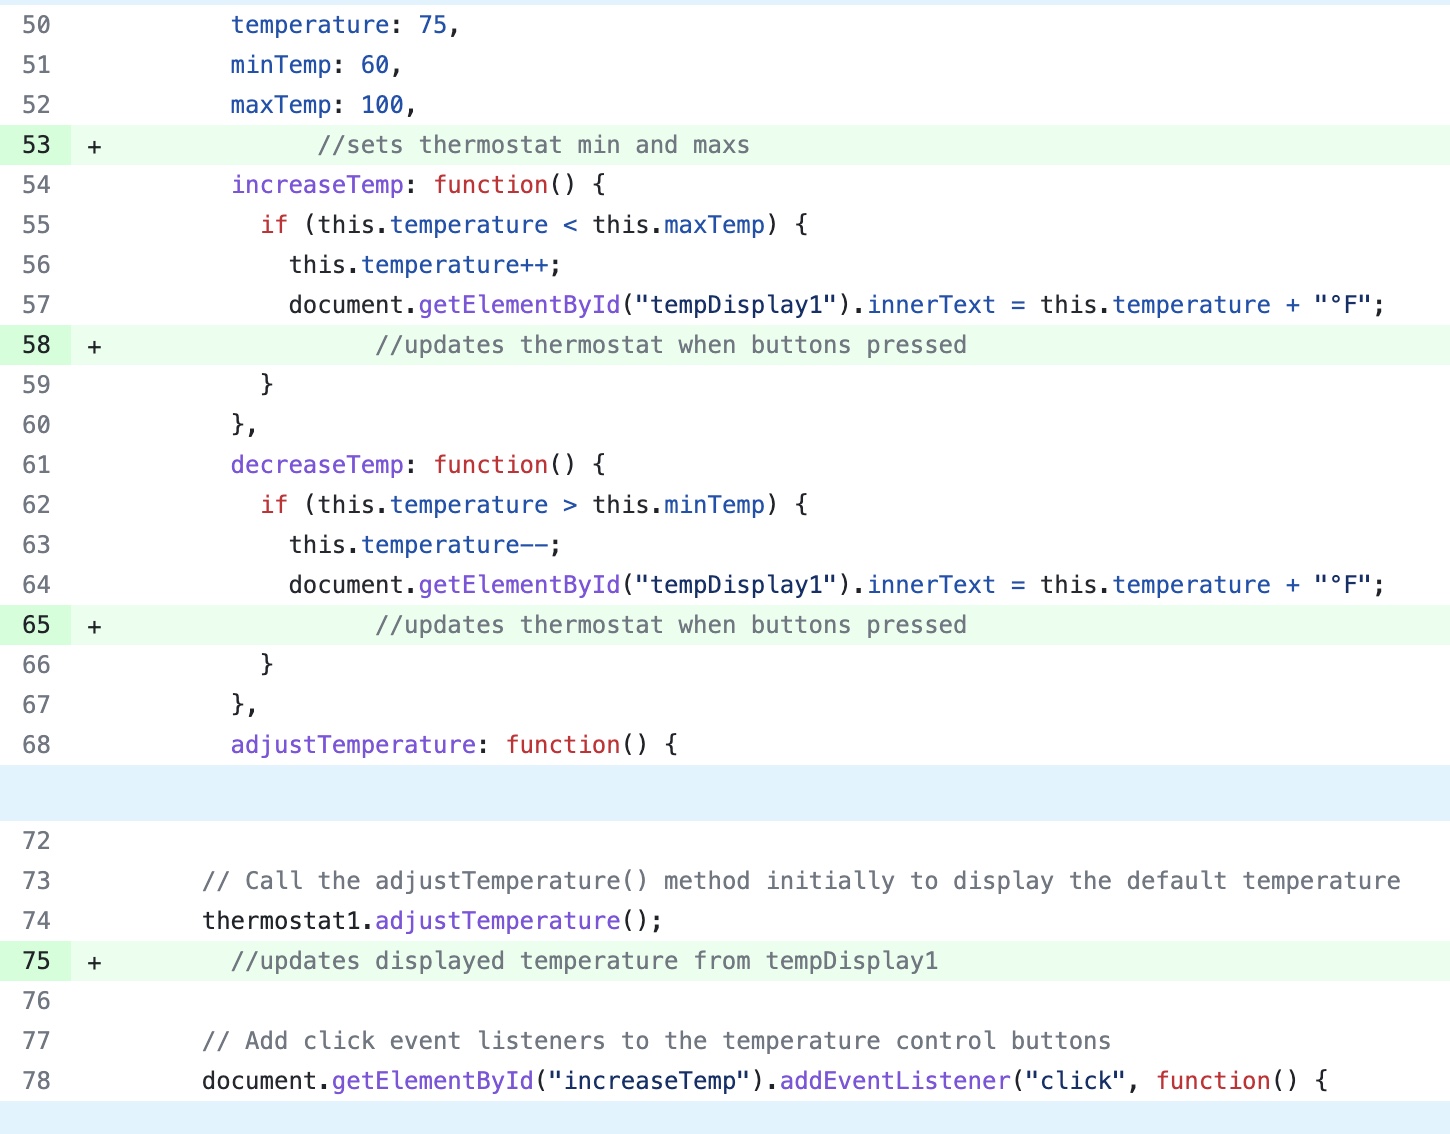 50 temperature: 75,
51 minTemp: 60,
52 maxTemp: 100,
53 + //sets thermostat min and maxs
54 increaseTemp: function() {
55 if (this.temperature < this.maxTemp) {
56 this.temperature++;
57 document.getElementById("tempDisplay1").innerText = this.temperature + "°F";
58 + //updates thermostat when buttons pressed
59 }
60 },
61 decreaseTemp: function() {
62 if (this.temperature > this.minTemp) {
63 this.temperature--;
64 document.getElementById("tempDisplay1").innerText = this.temperature + "°F";
65 + //updates thermostat when buttons pressed
66 }
67 },
68 adjustTemperature: function() {
72
73 // Call the adjustTemperature() method initially to display the default temperature
74 thermostat1.adjustTemperature();
75 + //updates displayed temperature from tempDisplay1
76
77 // Add click event listeners to the temperature control buttons
78 document.getElementById("increaseTemp").addEventListener("click", function() {